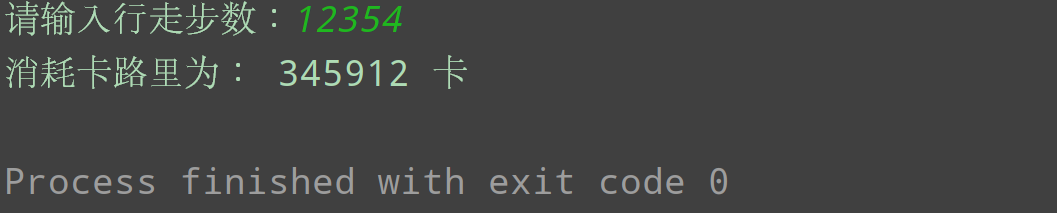 请输入行走步数：12354
消耗卡路里为： 345912 卡
Process finished with exit code 0